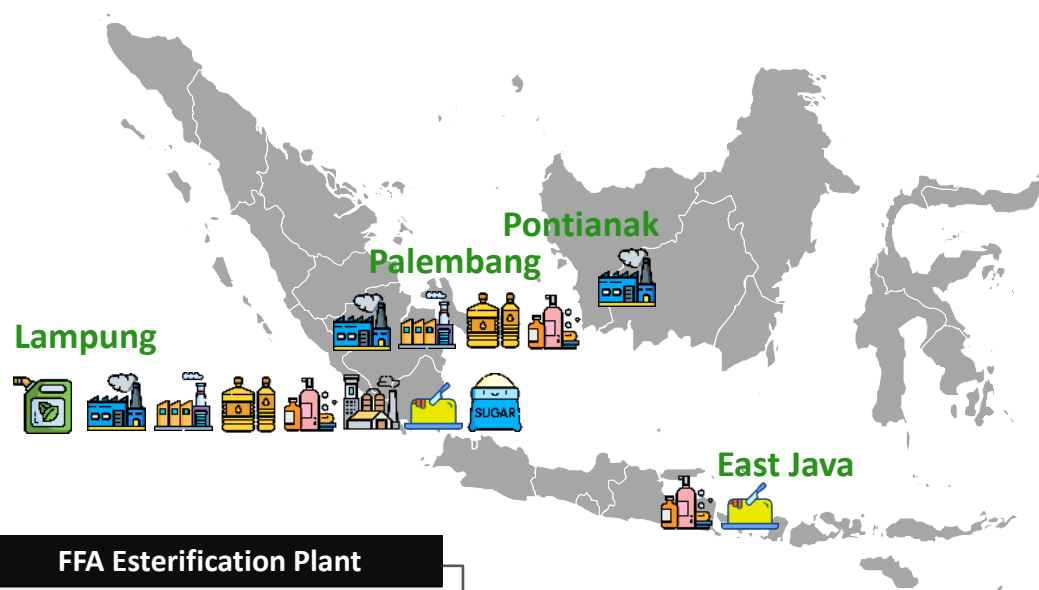 Pontianak
Palembang
Lampung
SUGAR
East Java
FFA Esterification Plant